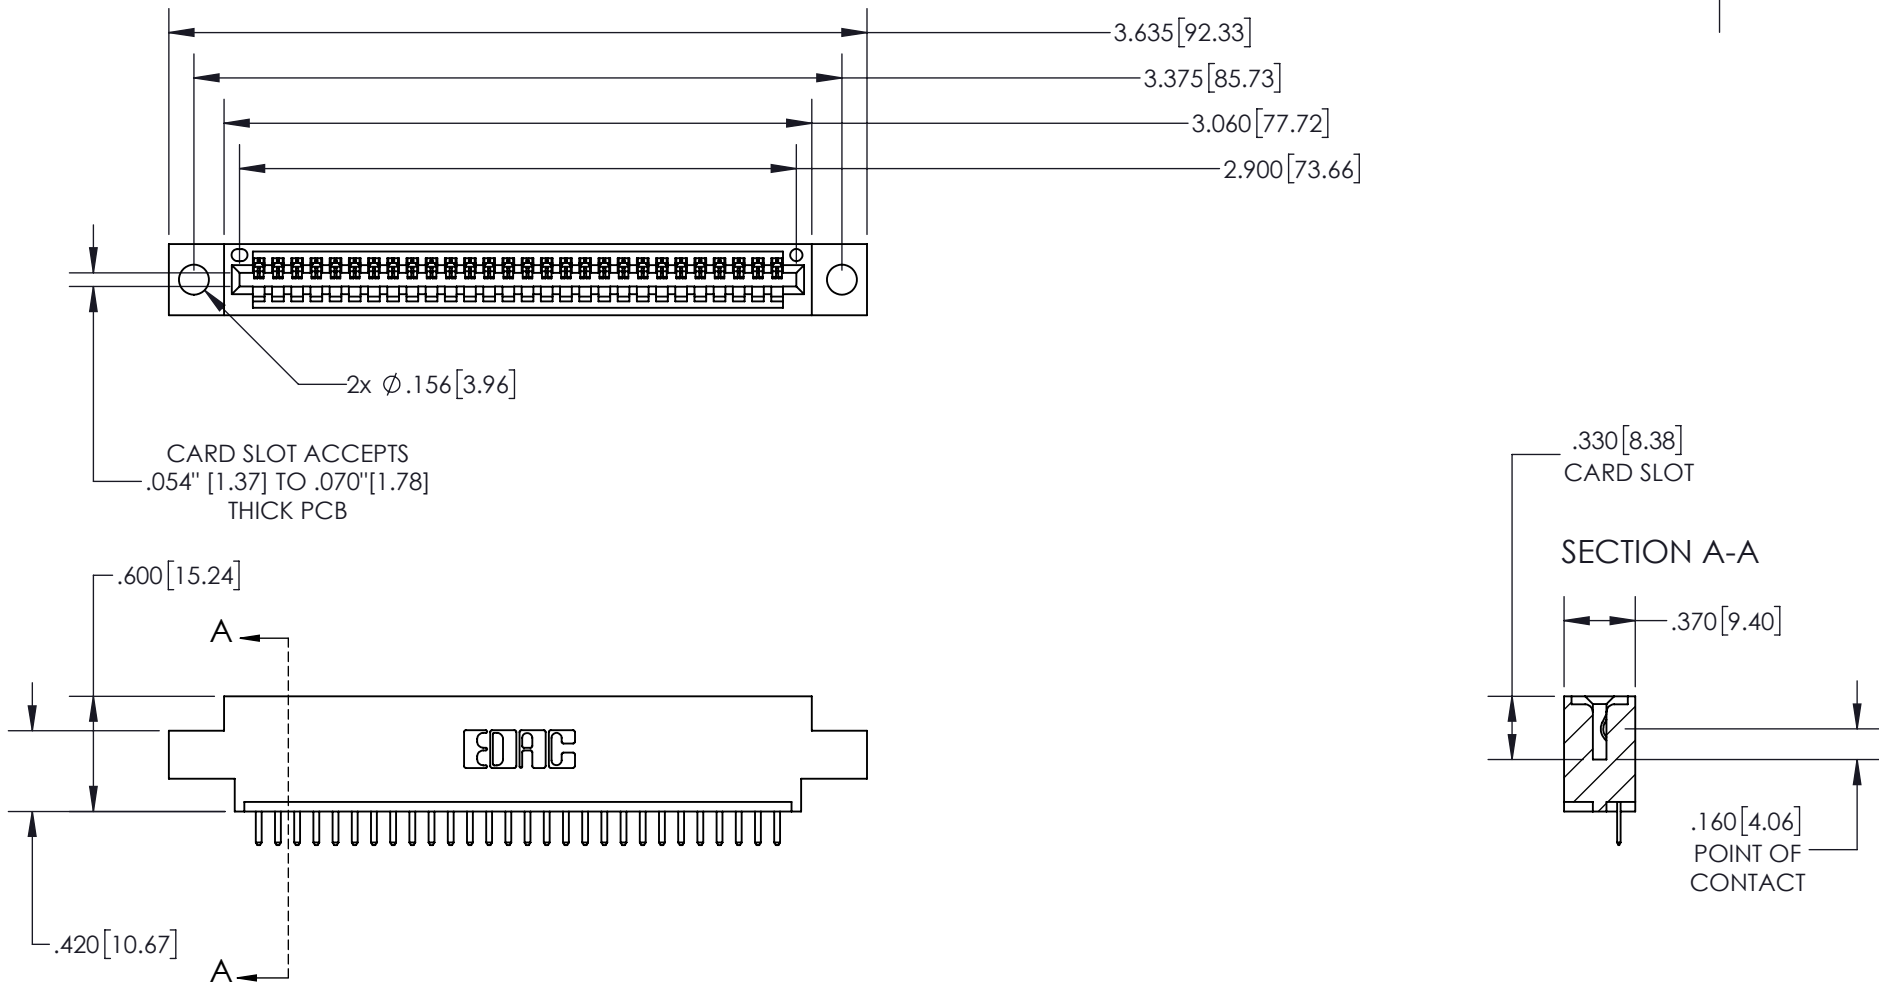 3.635[92.33]
3.375[85.73]
3.060[77.72]
2.900[73.66]
2x ∅.156[3.96]
CARD SLOT ACCEPTS
.054" [1.37] TO .070"[1.78]
THICK PCB
.330[8.38]
CARD SLOT
SECTION A-A
.600[15.24]
A
.370[9.40]
EDAC
.160[4.06]
POINT OF
CONTACT
.420[10.67]
A